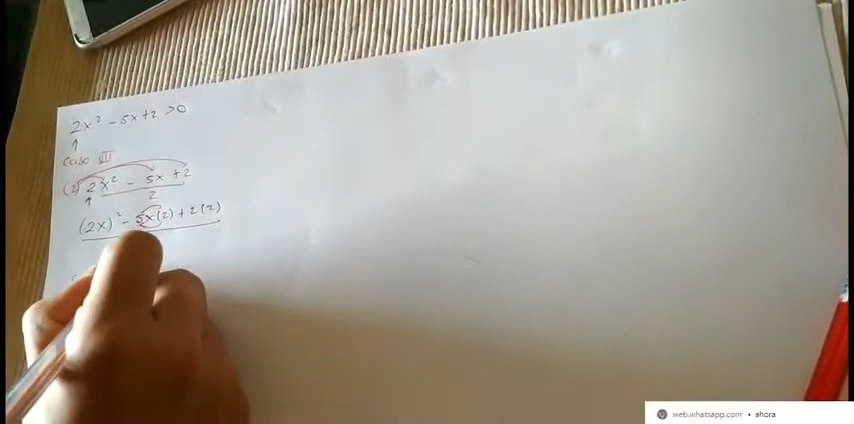 2x² - 5x + 2 > 0
↑
Caso VII
(2) 2x² - 5x + 2
2
↑
(2x)² - 5x(2) + 2(2)
web.whatsapp.com • ahora